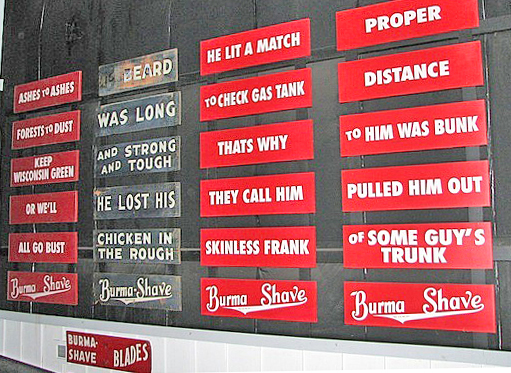 ASHES TO ASHES
FORESTS TO DUST
KEEP
WISCONSIN GREEN
OR WE'LL
ALL GO BUST
Burma Shave
HIS BEARD
WAS LONG
AND STRONG
AND TOUGH
HE LOST HIS
CHICKEN IN
THE ROUGH
Burma-Shave
HE LIT A MATCH
TO CHECK GAS TANK
THATS WHY
THEY CALL HIM
SKINLESS FRANK
Burma Shave
PROPER
DISTANCE
TO HIM WAS BUNK
PULLED HIM OUT
OF SOME GUY'S
TRUNK
Burma Shave
BURMA-
SHAVE BLADES